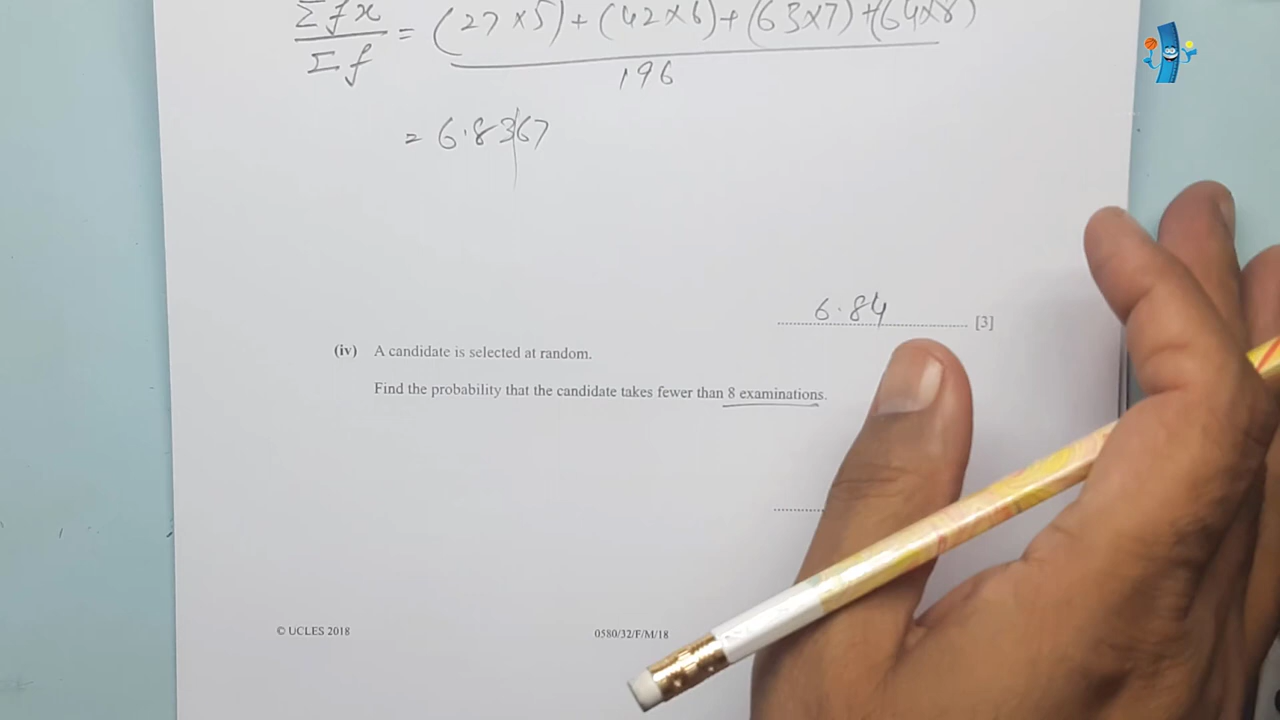 Σfx = (27×5)+(42×6)+(63×7)+(64×8)
Σf 196
= 6.8367
6.84 [3]
(iv) A candidate is selected at random.
Find the probability that the candidate takes fewer than 8 examinations.
© UCLES 2018 0580/32/F/M/18